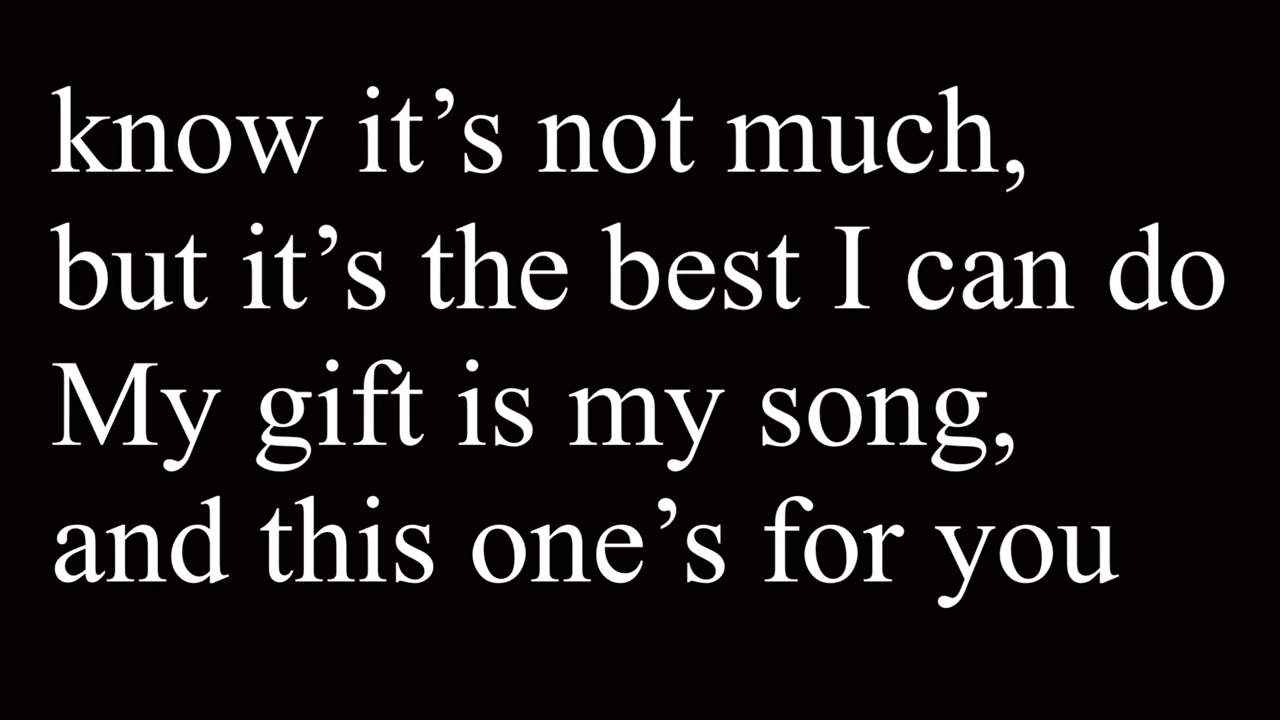 know it’s not much,
but it’s the best I can do
My gift is my song,
and this one’s for you